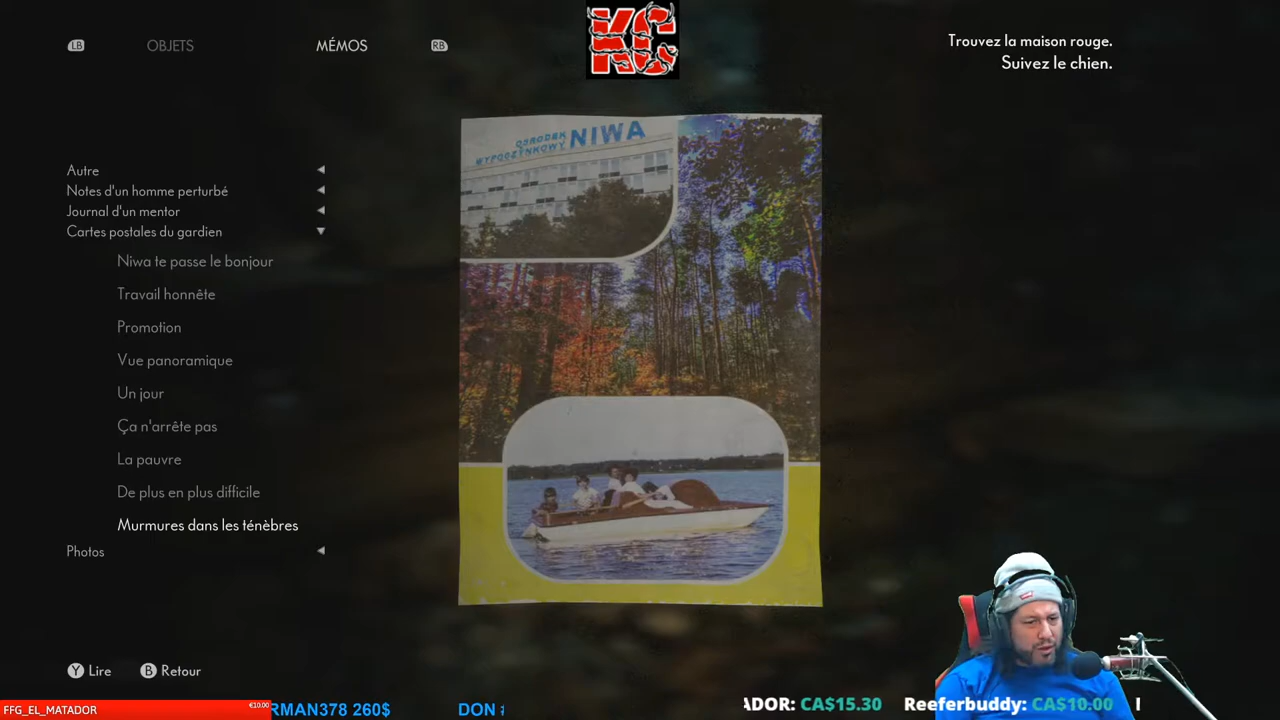 LB
OBJETS
MÉMOS
RB
KC
Trouvez la maison rouge.
Suivez le chien.
OŚRODEK
WYPOCZYNKOWY
NIWA
Autre
Notes d'un homme perturbé
Journal d'un mentor
Cartes postales du gardien
Niwa te passe le bonjour
Travail honnête
Promotion
Vue panoramique
Un jour
Ça n'arrête pas
La pauvre
De plus en plus difficile
Murmures dans les ténèbres
Photos
Y Lire
B Retour
FFG_EL_MATADOR
€10.00
RMAN378 260$
DON
ADOR: CA$15.30
Reeferbuddy: CA$10.00